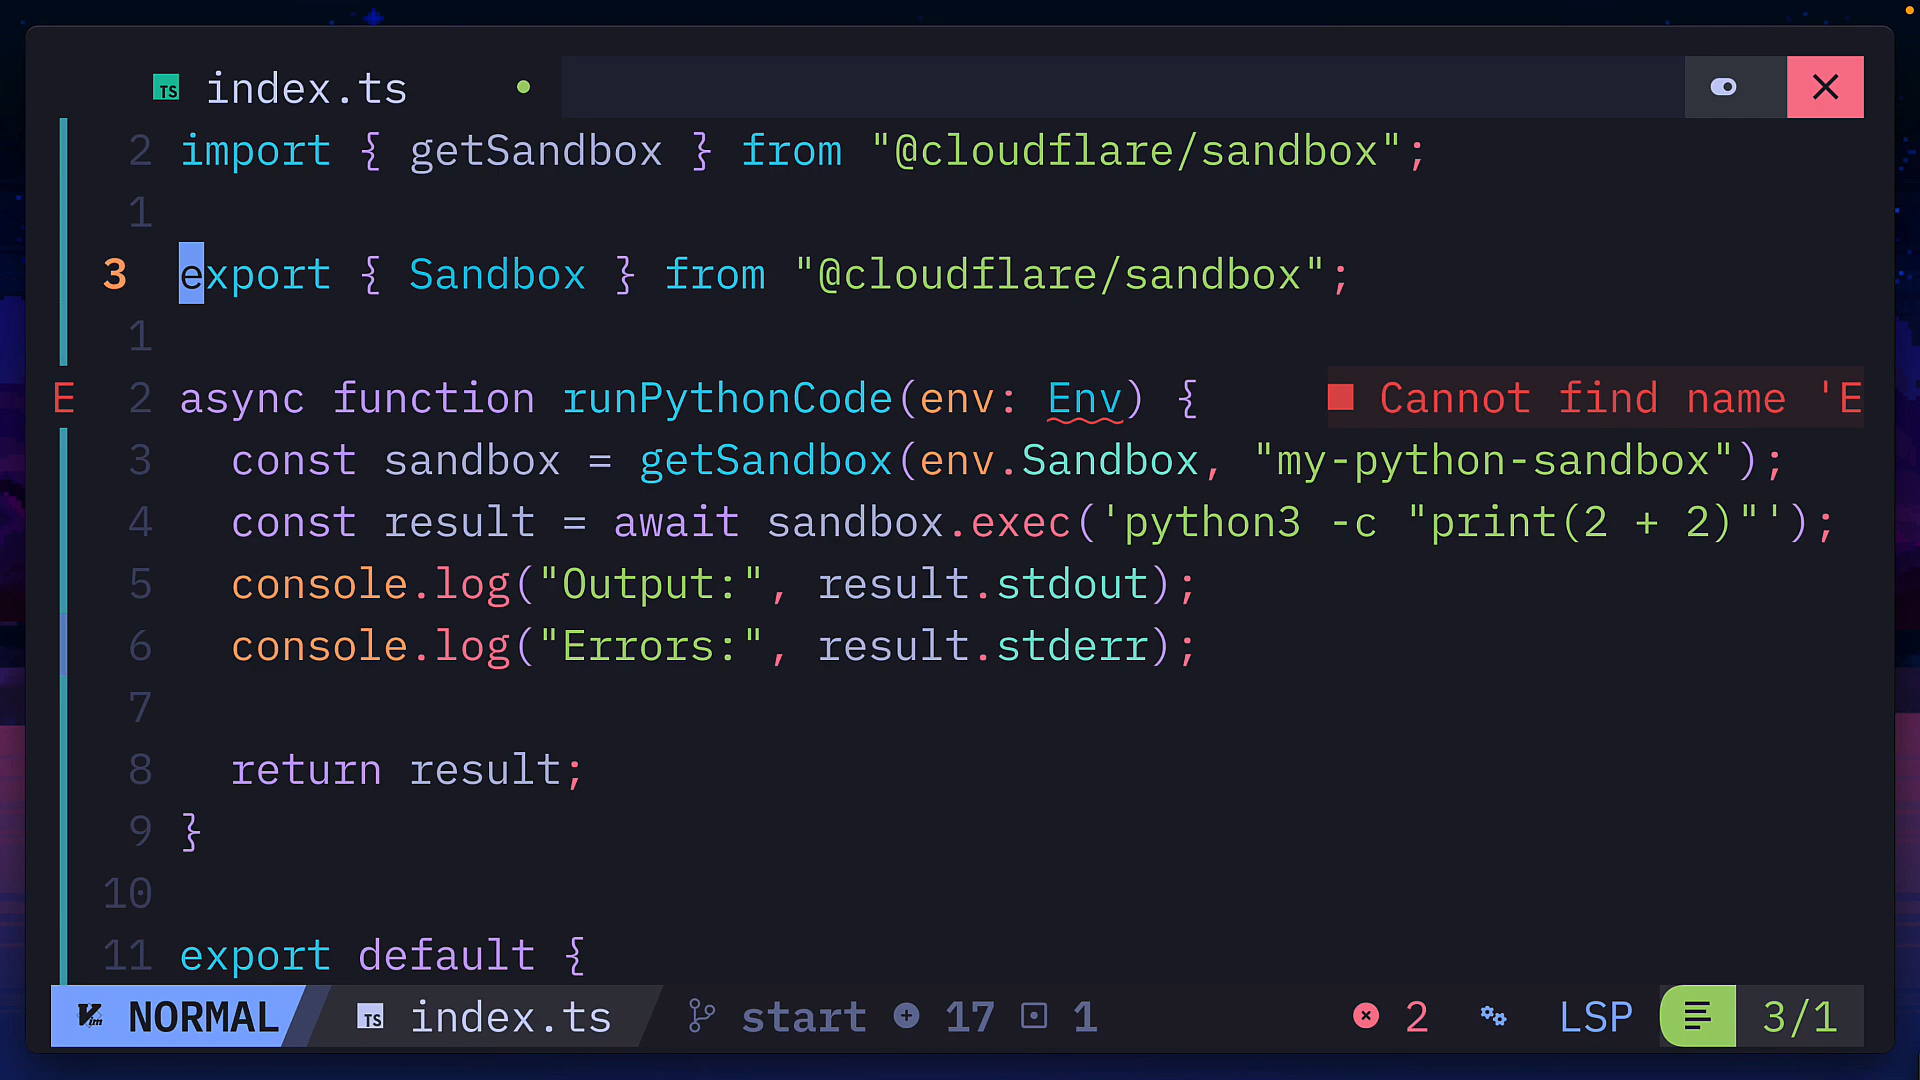 TS index.ts
2 import { getSandbox } from "@cloudflare/sandbox";
1
3 export { Sandbox } from "@cloudflare/sandbox";
1
E 2 async function runPythonCode(env: Env) { Cannot find name 'E
3 const sandbox = getSandbox(env.Sandbox, "my-python-sandbox");
4 const result = await sandbox.exec('python3 -c "print(2 + 2)"');
5 console.log("Output:", result.stdout);
6 console.log("Errors:", result.stderr);
7
8 return result;
9 }
10
11 export default {
Vim NORMAL TS index.ts start 17 1 2 LSP 3/1